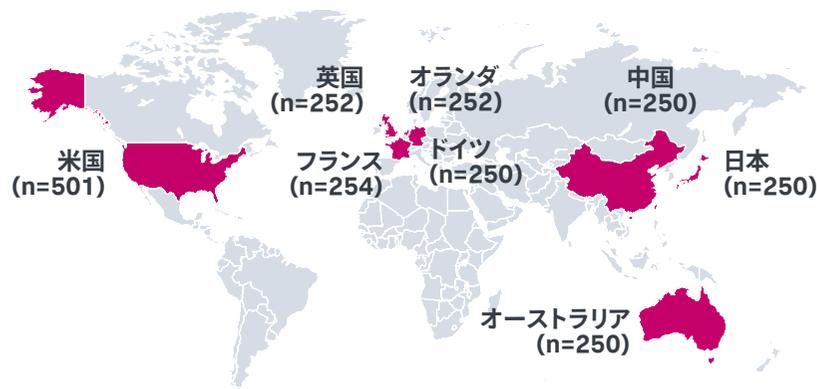 英国
(n=252)
オランダ
(n=252)
中国
(n=250)
米国
(n=501)
フランス
(n=254)
ドイツ
(n=250)
日本
(n=250)
オーストラリア
(n=250)